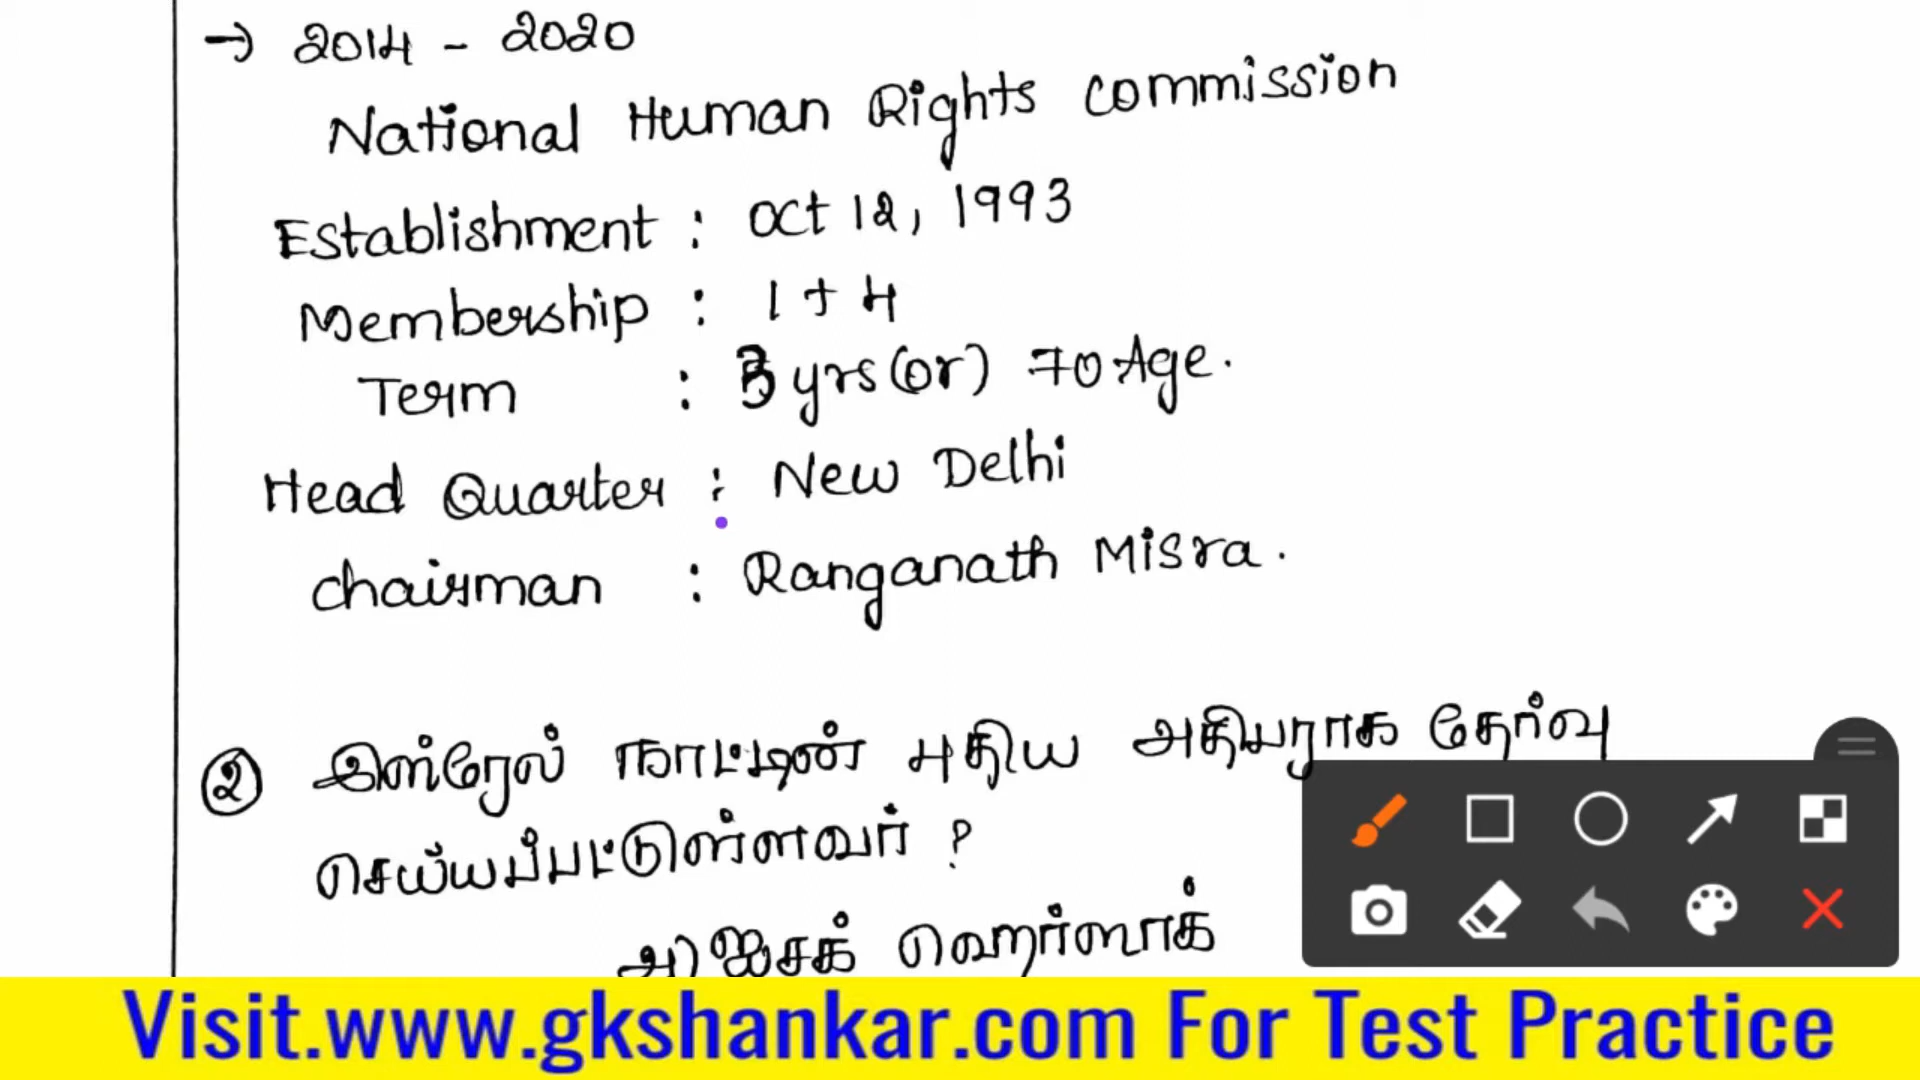 → 2014 - 2020
National Human Rights Commission
Establishment : Oct 12, 1993
Membership : 1 + 4
Term : 3 yrs (or) 70 Age.
Head Quarter : New Delhi
Chairman : Ranganath Misra.
② இஸ்ரேல் நாட்டின் புதிய அதிபராக தேர்வு
செய்யப்பட்டுள்ளவர் ?
அ) ஐசக் ஹெர்ஸாக்
Visit.www.gkshankar.com For Test Practice